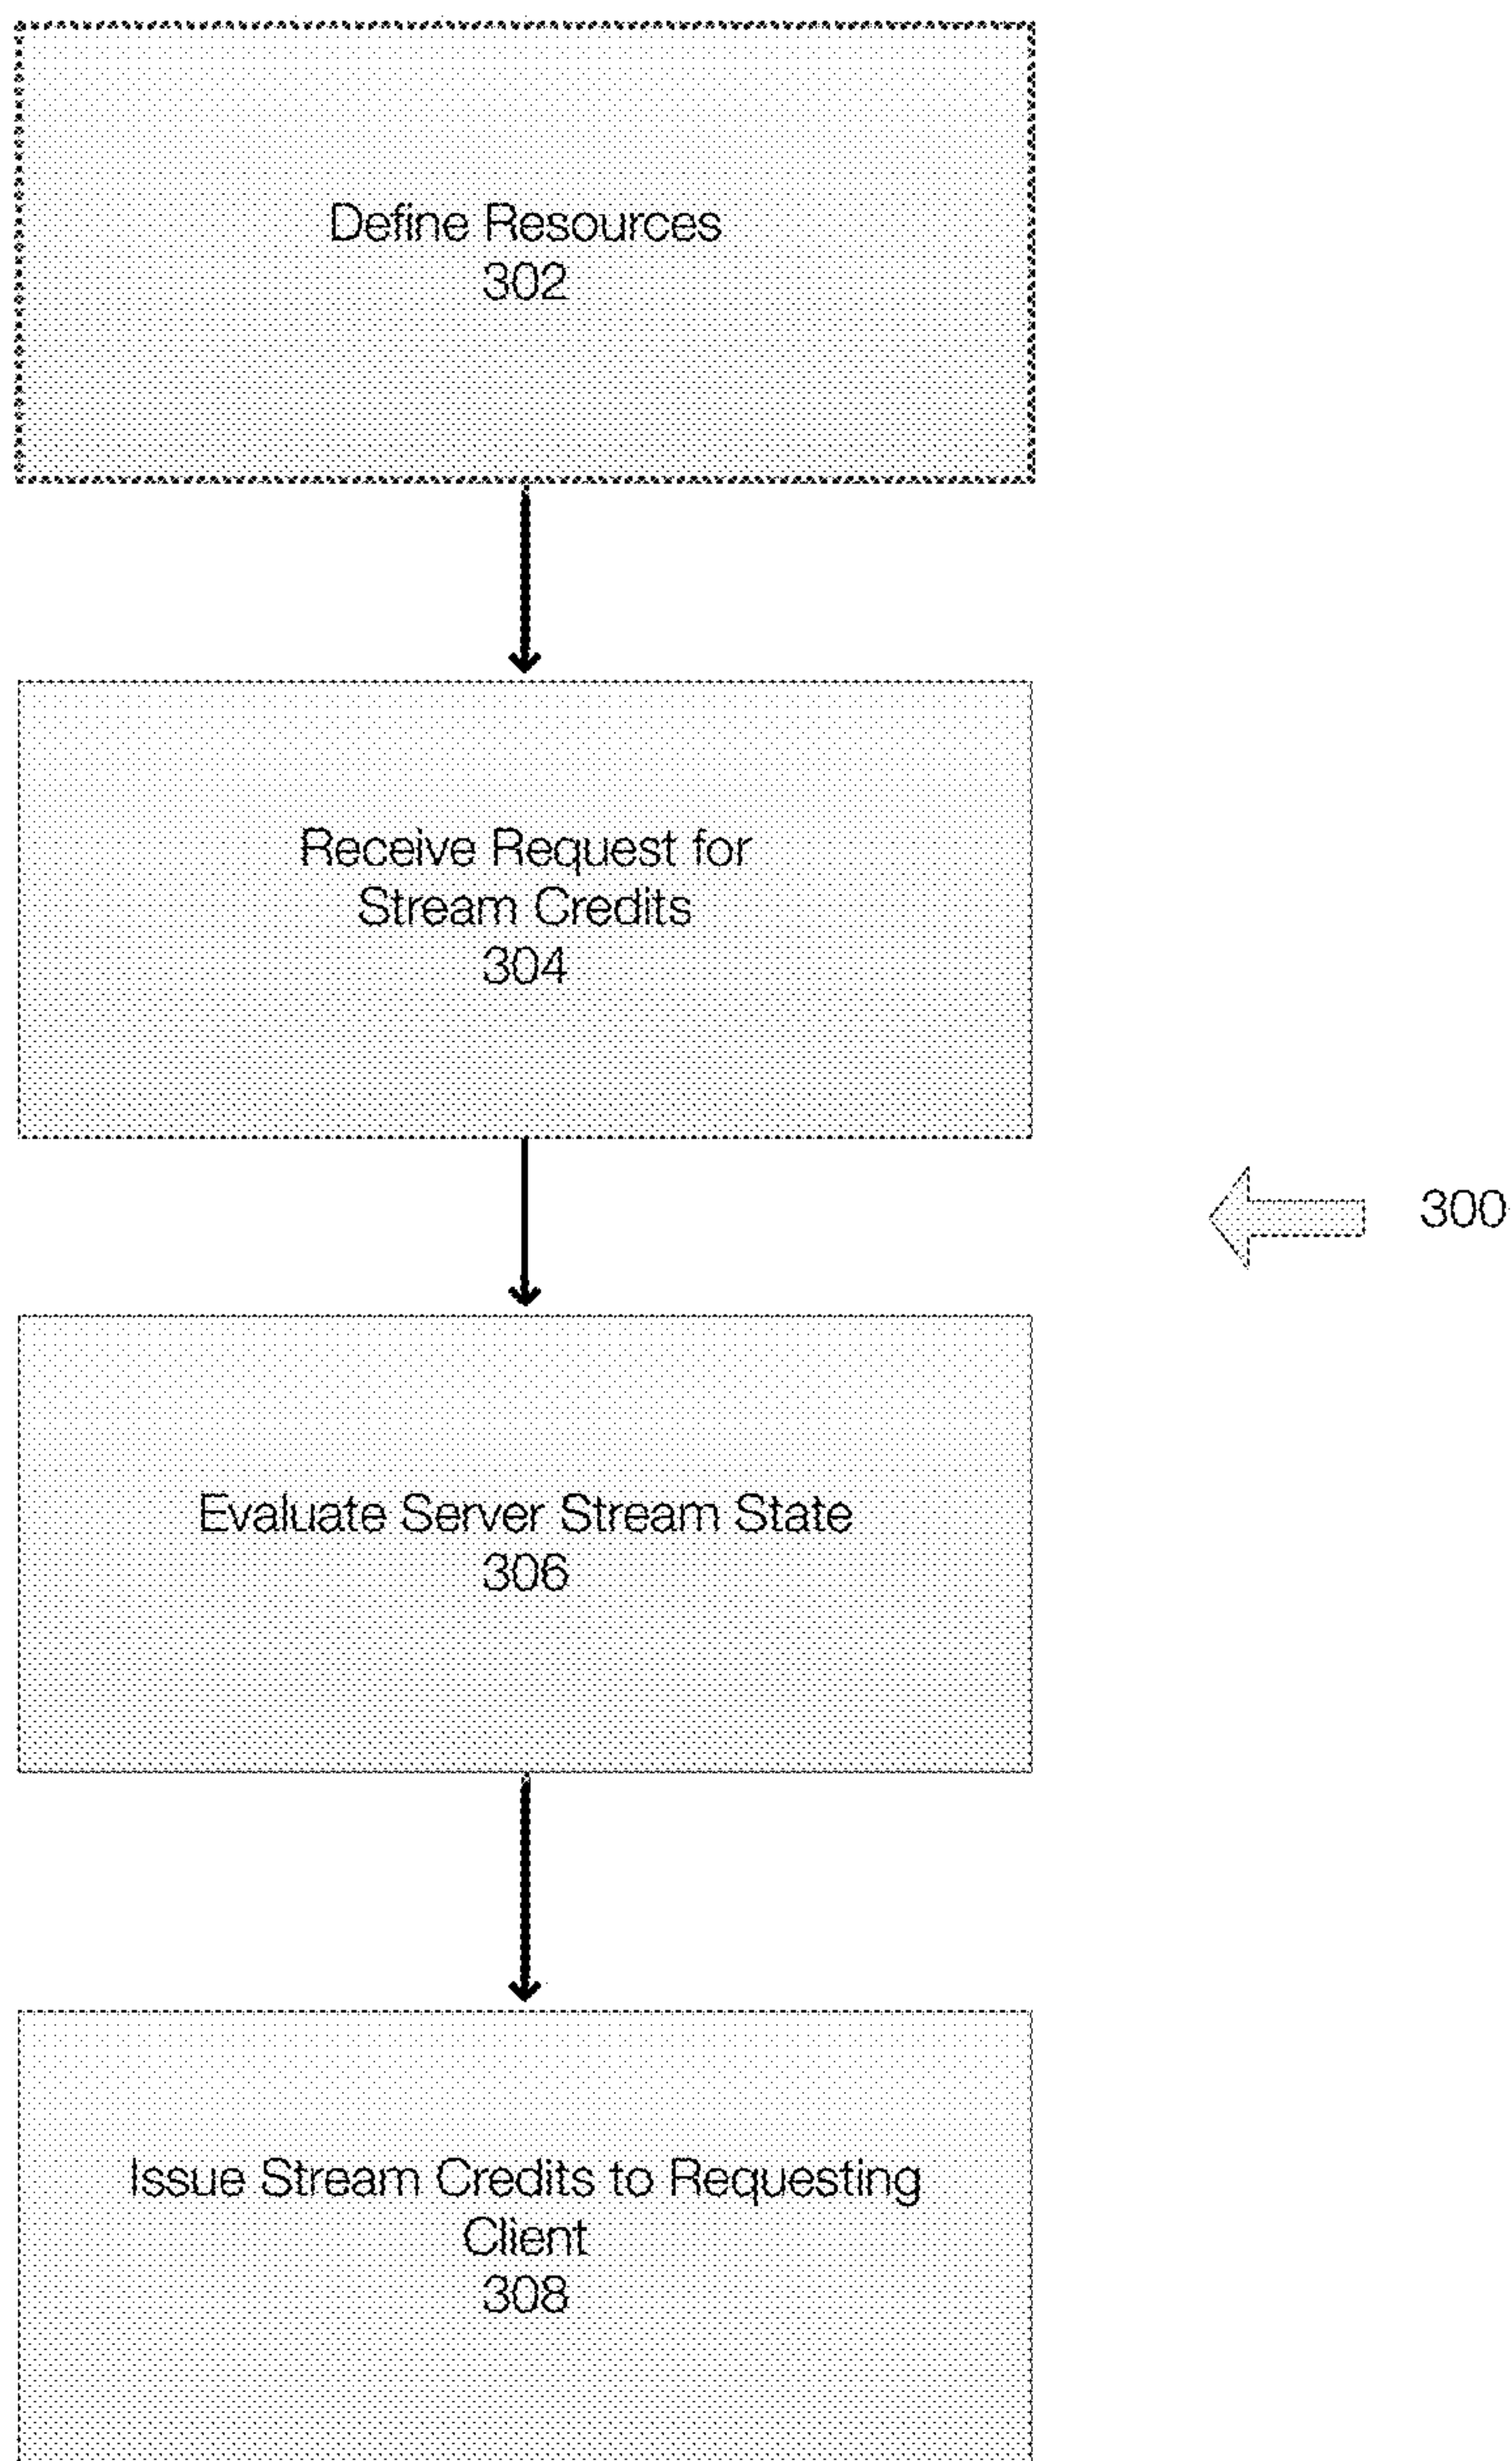 Define Resources
302
Receive Request for
Stream Credits
304
300
Evaluate Server Stream State
306
Issue Stream Credits to Requesting
Client
308